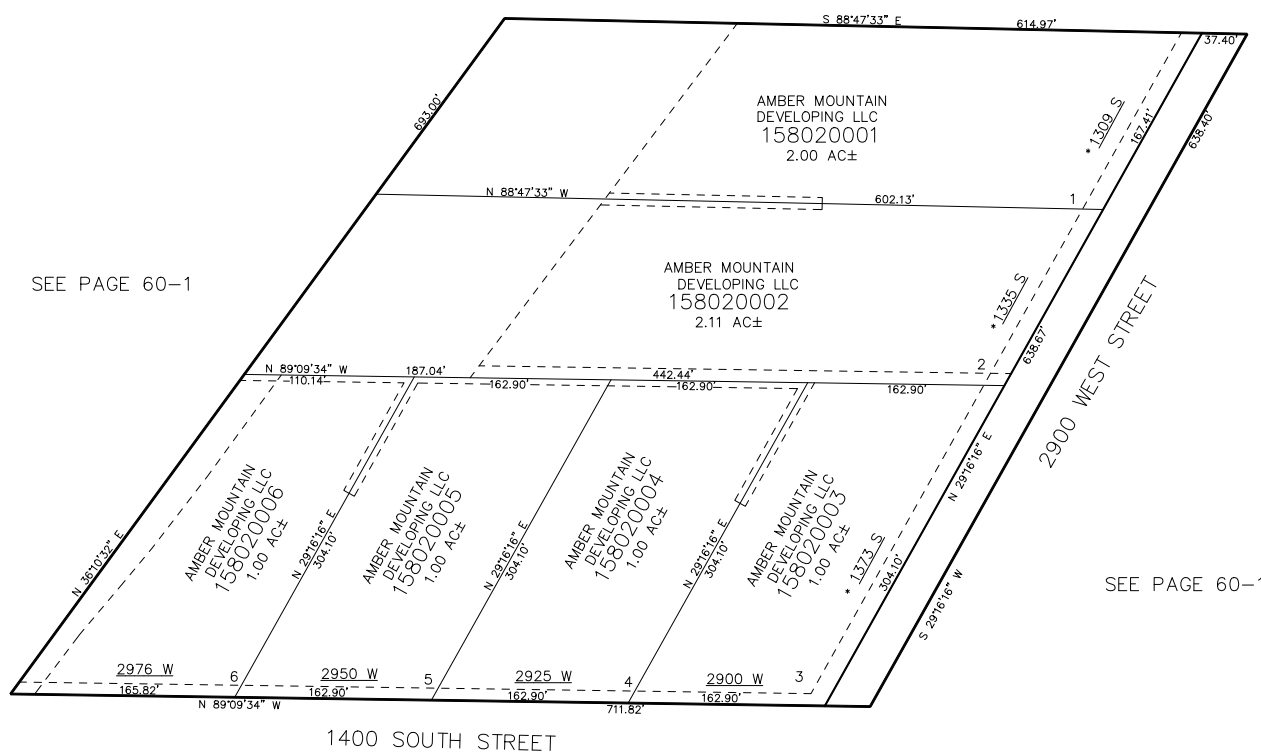 S 88°47'33" E
614.97'
37.40'
693.00'
AMBER MOUNTAIN
DEVELOPING LLC
158020001
2.00 AC±
* 1309 S
167.41'
638.40'
N 88°47'33" W
602.13'
1
SEE PAGE 60-1
AMBER MOUNTAIN
DEVELOPING LLC
158020002
2.11 AC±
* 1335 S
638.67'
2900 WEST STREET
2
N 89°09'34" W
110.14'
187.04'
162.90'
442.44'
162.90'
162.90'
AMBER MOUNTAIN
DEVELOPING LLC
158020006
1.00 AC±
N 29°16'16" E
304.10'
AMBER MOUNTAIN
DEVELOPING LLC
158020005
1.00 AC±
N 29°16'16" E
304.10'
AMBER MOUNTAIN
DEVELOPING LLC
158020004
1.00 AC±
N 29°16'16" E
304.10'
AMBER MOUNTAIN
DEVELOPING LLC
158020003
1.00 AC±
* 1373 S
N 29°16'16" E
304.10'
S 29°16'16" W
SEE PAGE 60-1
N 36°10'32" E
2976 W
165.82'
6
2950 W
162.90'
5
2925 W
162.90'
4
2900 W
162.90'
3
N 89°09'34" W
711.82'
1400 SOUTH STREET